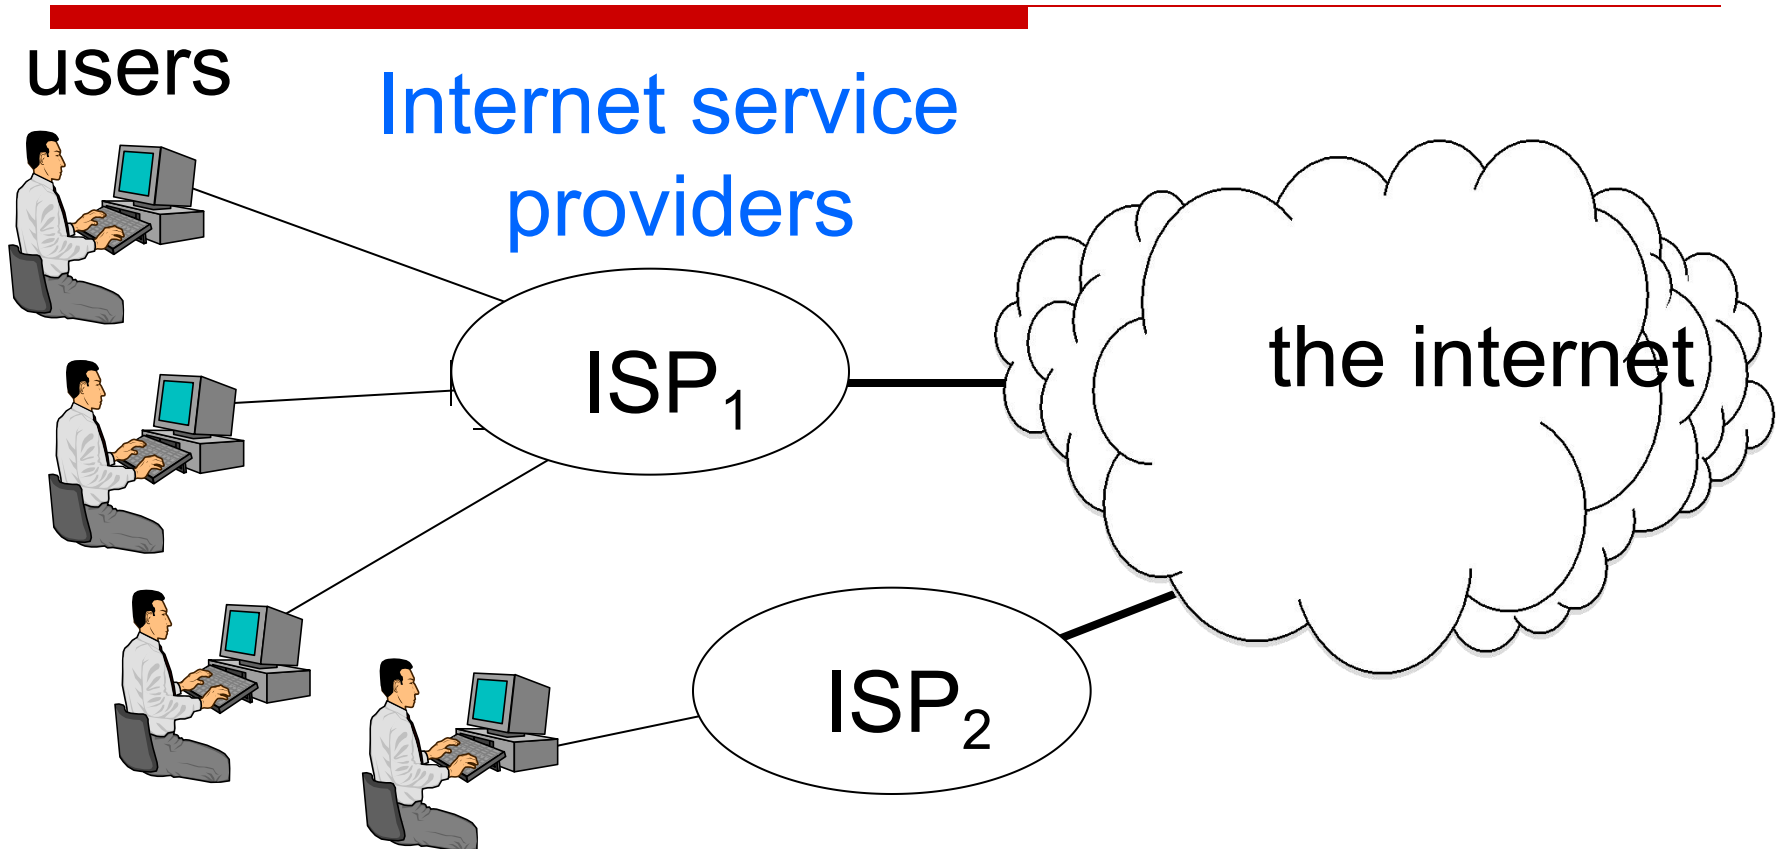 users
Internet service
providers
ISP₁
the internet
ISP₂